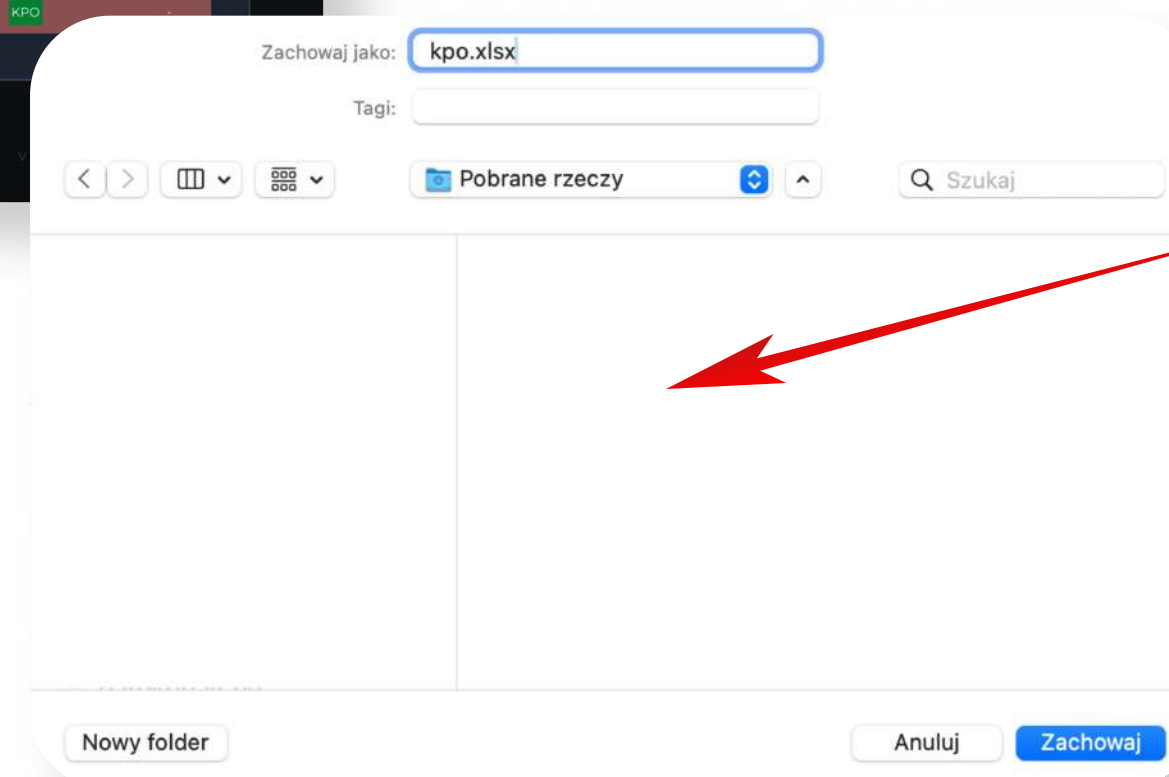 KPO
Zachowaj jako: kpo.xlsx
Tagi:
Pobrane rzeczy
Szukaj
Nowy folder
Anuluj
Zachowaj